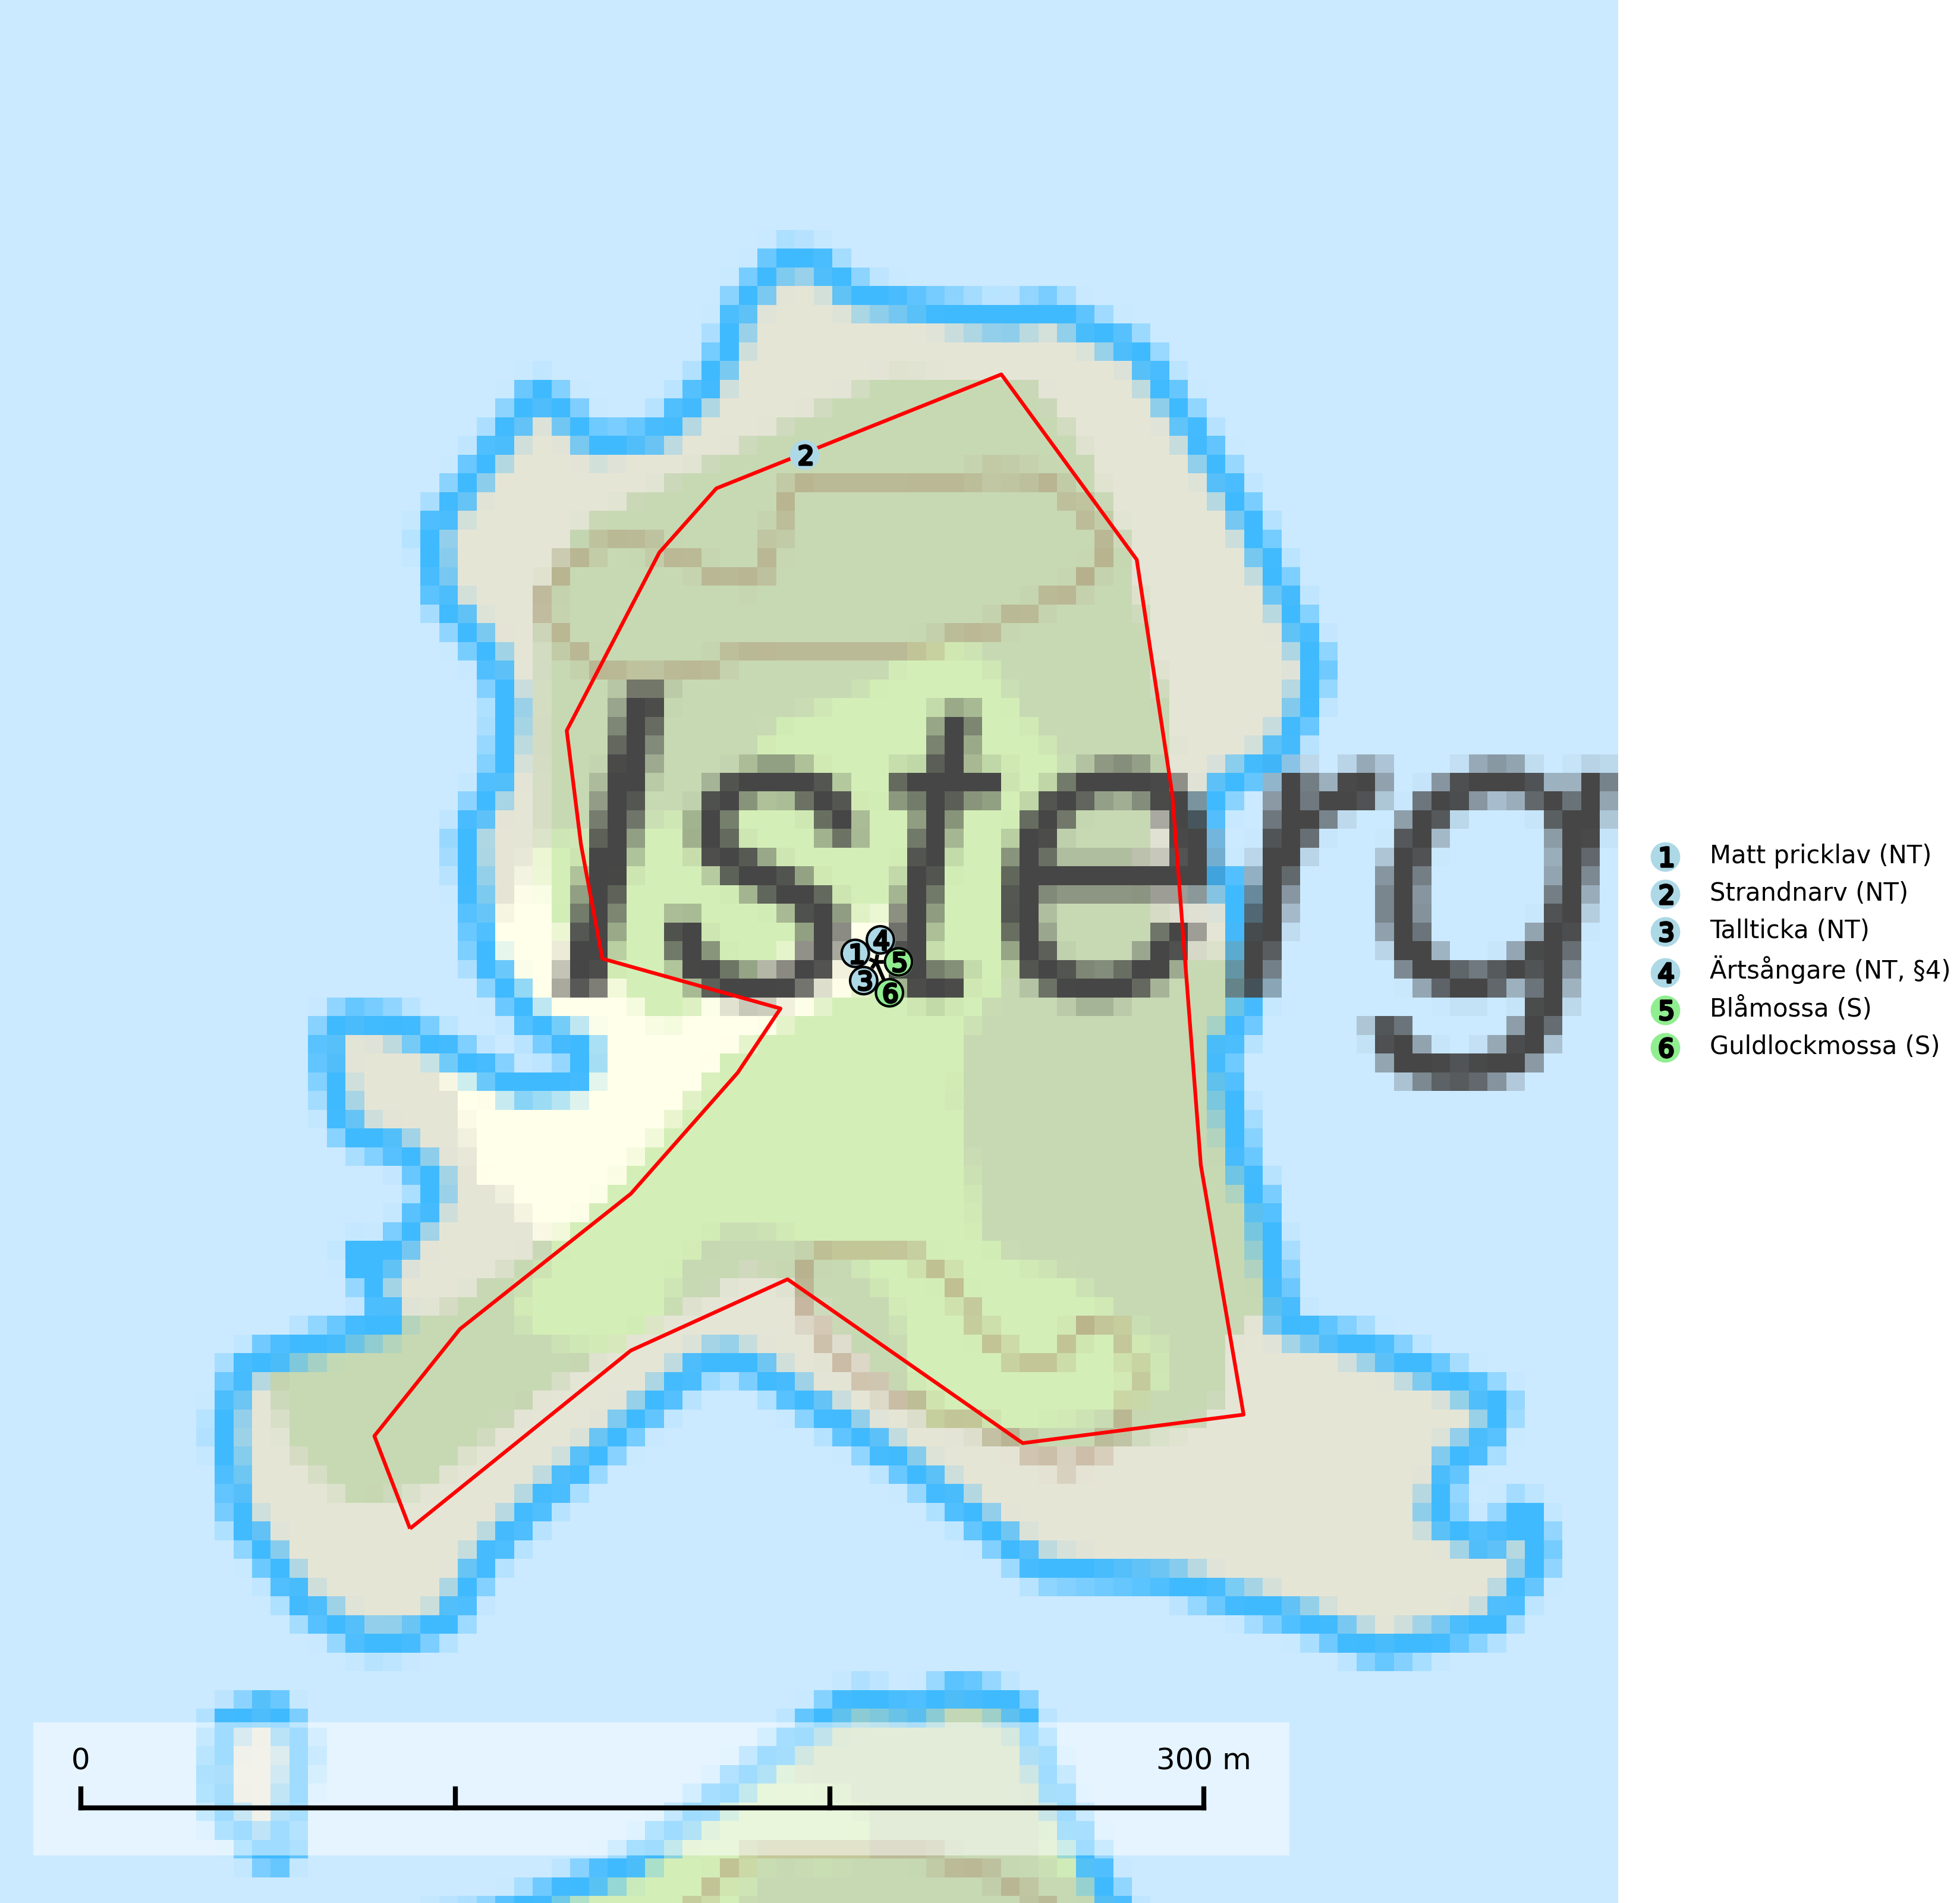 2
Isterg
1 4
5
3
6
1 Matt pricklav (NT)
2 Strandnarv (NT)
3 Tallticka (NT)
4 Ärtsångare (NT, §4)
5 Blåmossa (S)
6 Guldlockmossa (S)
0 300 m